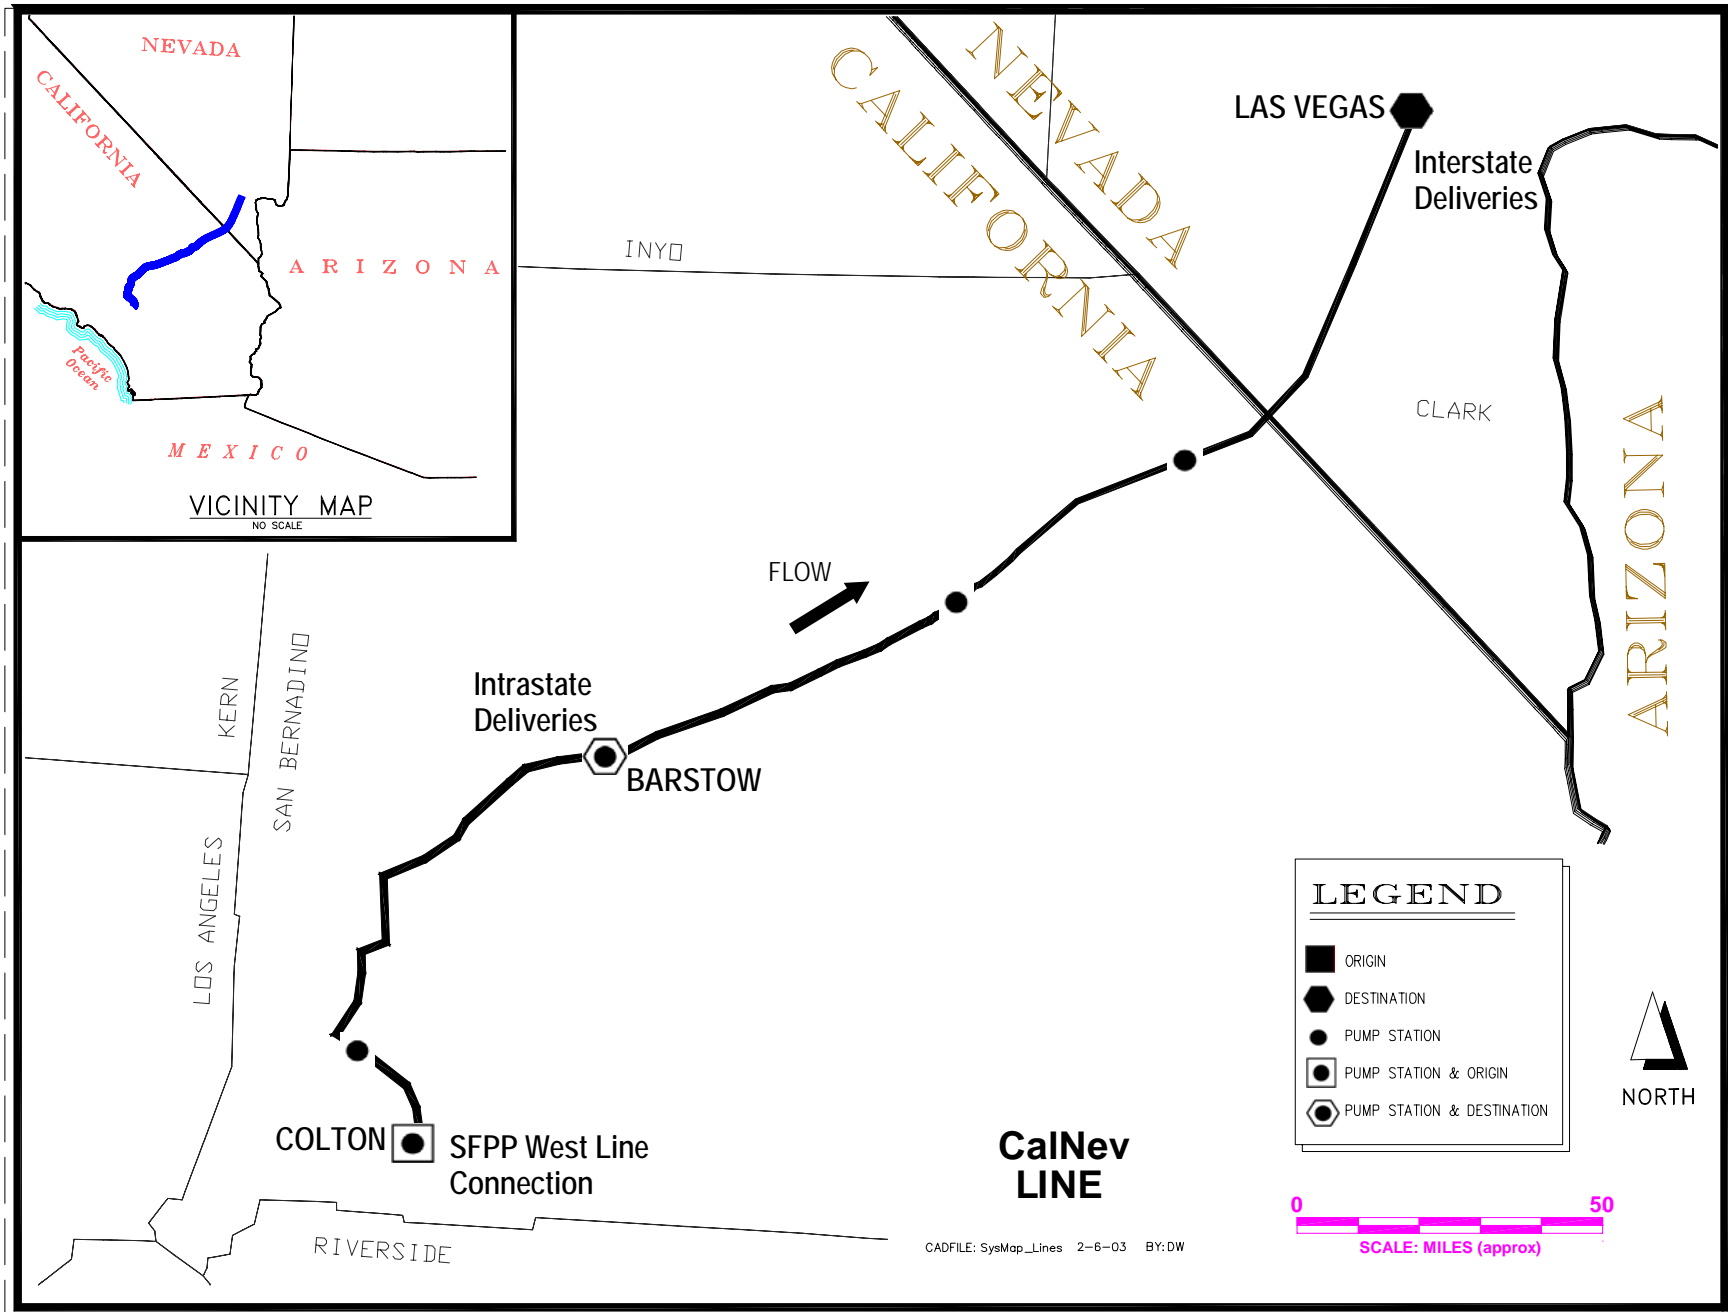 NEVADA
CALIFORNIA
ARIZONA
Pacific
Ocean
MEXICO
VICINITY MAP
NO SCALE
NEVADA
CALIFORNIA
LAS VEGAS
Interstate
Deliveries
INYO
CLARK
ARIZONA
FLOW
KERN
SAN BERNADINO
LOS ANGELES
Intrastate
Deliveries
BARSTOW
COLTON
SFPP West Line
Connection
RIVERSIDE
CalNev
LINE
CADFILE: SysMap_Lines 2-6-03 BY: DW
LEGEND
ORIGIN
DESTINATION
PUMP STATION
PUMP STATION & ORIGIN
PUMP STATION & DESTINATION
NORTH
0 50
SCALE: MILES (approx)